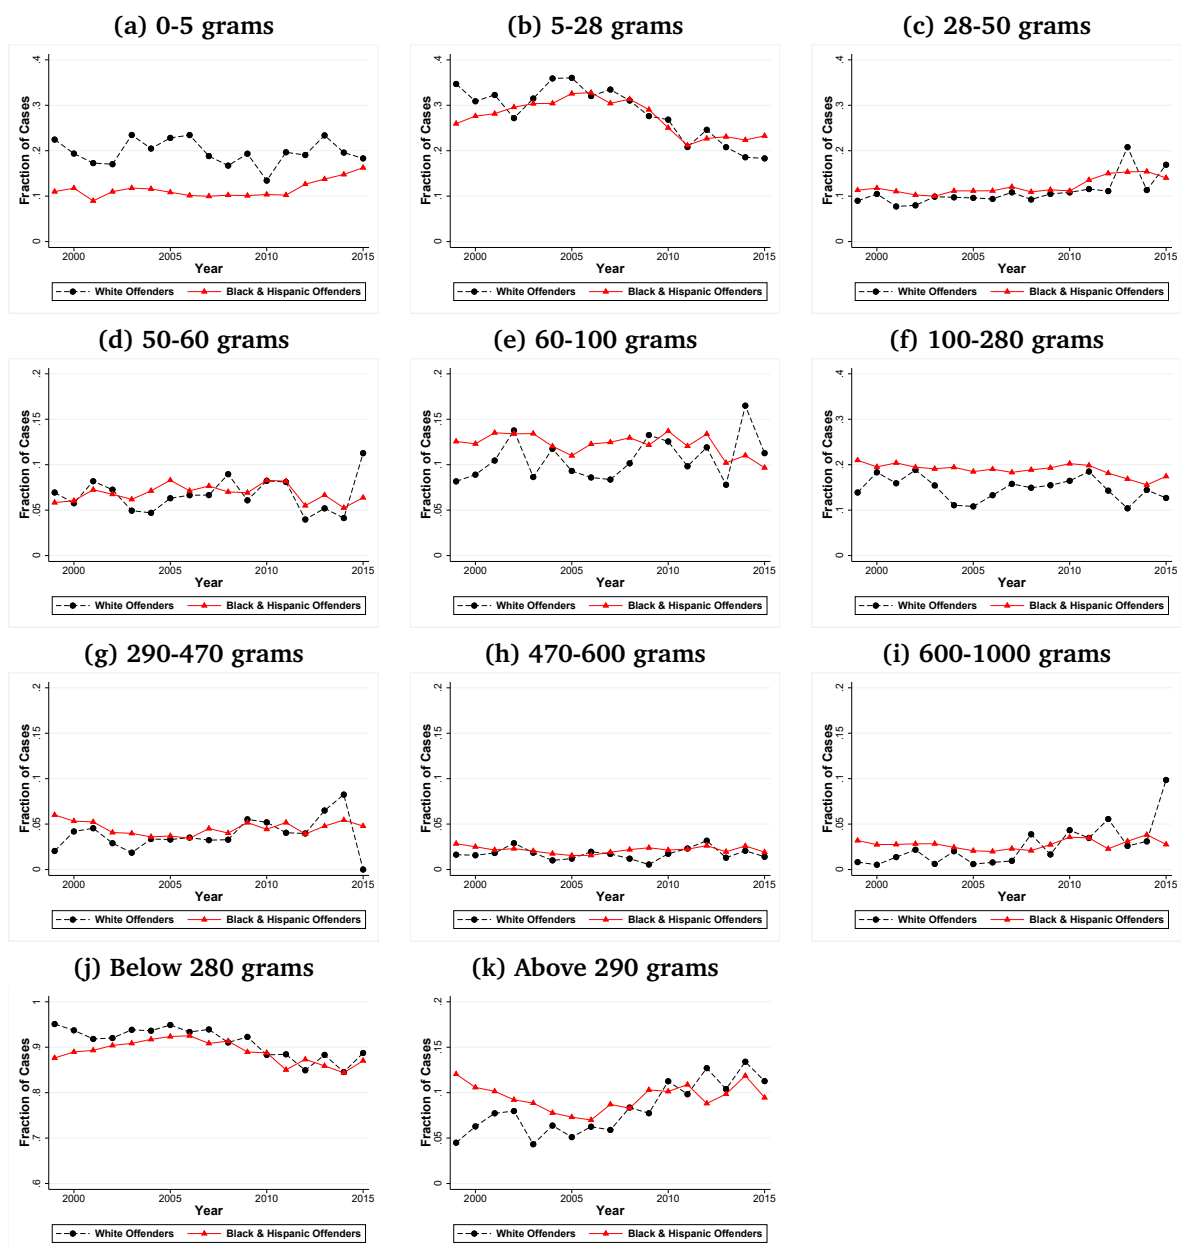 (a) 0-5 grams
Fraction of Cases
0 .1 .2 .3 .4
2000 2005 2010 2015
Year
White Offenders Black & Hispanic Offenders
(b) 5-28 grams
Fraction of Cases
0 .1 .2 .3 .4
2000 2005 2010 2015
Year
White Offenders Black & Hispanic Offenders
(c) 28-50 grams
Fraction of Cases
0 .1 .2 .3 .4
2000 2005 2010 2015
Year
White Offenders Black & Hispanic Offenders
(d) 50-60 grams
Fraction of Cases
0 .05 .1 .15 .2
2000 2005 2010 2015
Year
White Offenders Black & Hispanic Offenders
(e) 60-100 grams
Fraction of Cases
0 .05 .1 .15 .2
2000 2005 2010 2015
Year
White Offenders Black & Hispanic Offenders
(f) 100-280 grams
Fraction of Cases
0 .1 .2 .3 .4
2000 2005 2010 2015
Year
White Offenders Black & Hispanic Offenders
(g) 290-470 grams
Fraction of Cases
0 .05 .1 .15 .2
2000 2005 2010 2015
Year
White Offenders Black & Hispanic Offenders
(h) 470-600 grams
Fraction of Cases
0 .05 .1 .15 .2
2000 2005 2010 2015
Year
White Offenders Black & Hispanic Offenders
(i) 600-1000 grams
Fraction of Cases
0 .05 .1 .15 .2
2000 2005 2010 2015
Year
White Offenders Black & Hispanic Offenders
(j) Below 280 grams
Fraction of Cases
.6 .7 .8 .9 1
2000 2005 2010 2015
Year
White Offenders Black & Hispanic Offenders
(k) Above 290 grams
Fraction of Cases
0 .05 .1 .15 .2
2000 2005 2010 2015
Year
White Offenders Black & Hispanic Offenders